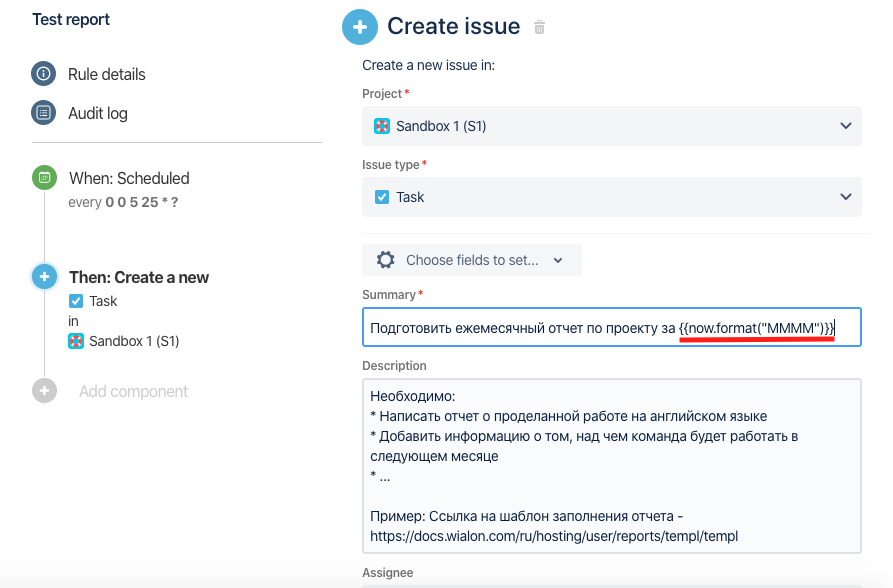 Test report
Rule details
Audit log
When: Scheduled
every 0 0 5 25 * ?
Then: Create a new
Task
in
Sandbox 1 (S1)
Add component
Create issue
Create a new issue in:
Project*
Sandbox 1 (S1)
Issue type*
Task
Choose fields to set...
Summary*
Подготовить ежемесячный отчет по проекту за {{now.format("MMMM")}}
Description
Необходимо:
* Написать отчет о проделанной работе на английском языке
* Добавить информацию о том, над чем команда будет работать в
следующем месяце
* ...
Пример: Ссылка на шаблон заполнения отчета -
https://docs.wialon.com/ru/hosting/user/reports/templ/templ
Assignee